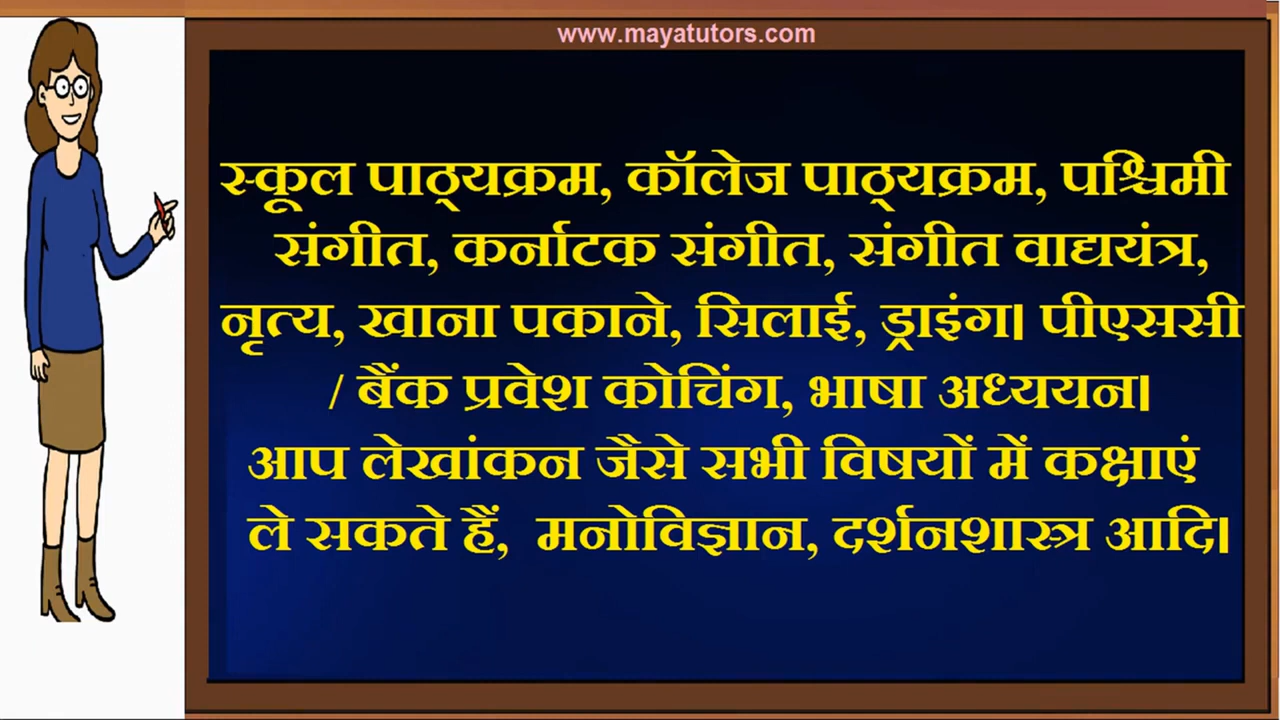 www.mayatutors.com
स्कूल पाठ्यक्रम, कॉलेज पाठ्यक्रम, पश्चिमी
संगीत, कर्नाटक संगीत, संगीत वाद्ययंत्र,
नृत्य, खाना पकाने, सिलाई, ड्राइंग। पीएससी
/ बैंक प्रवेश कोचिंग, भाषा अध्ययन।
आप लेखांकन जैसे सभी विषयों में कक्षाएं
ले सकते हैं, मनोविज्ञान, दर्शनशास्त्र आदि।